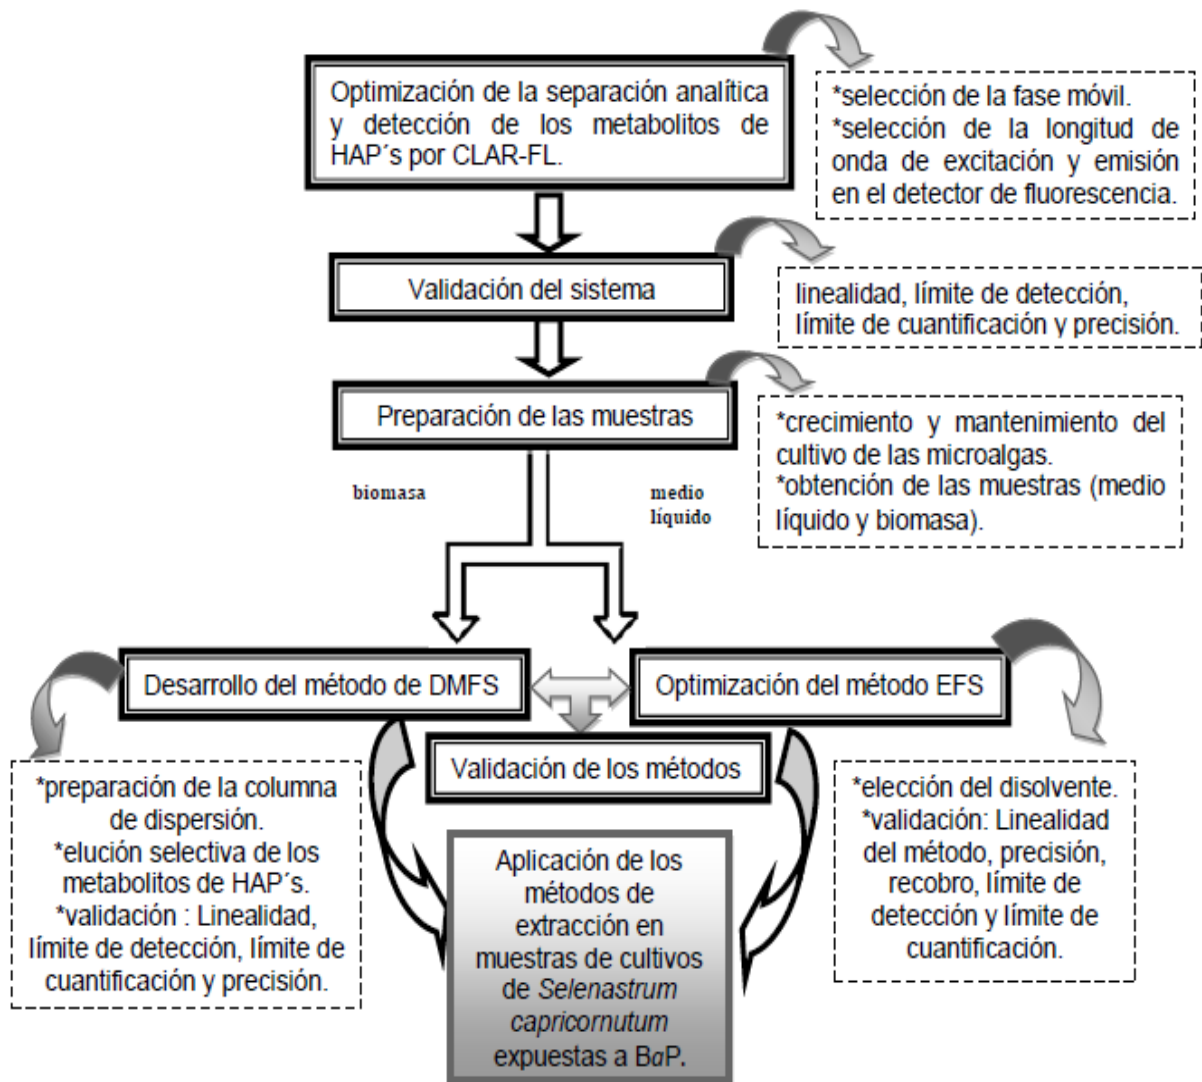 Optimización de la separación analítica
y detección de los metabolitos de
HAP´s por CLAR-FL.
*selección de la fase móvil.
*selección de la longitud de
onda de excitación y emisión
en el detector de fluorescencia.
Validación del sistema
linealidad, límite de detección,
límite de cuantificación y precisión.
Preparación de las muestras
*crecimiento y mantenimiento del
cultivo de las microalgas.
*obtención de las muestras (medio
líquido y biomasa).
biomasa
medio
líquido
Desarrollo del método de DMFS
Optimización del método EFS
Validación de los métodos
*preparación de la columna
de dispersión.
*elución selectiva de los
metabolitos de HAP´s.
*validación : Linealidad,
límite de detección, límite de
cuantificación y precisión.
*elección del disolvente.
*validación: Linealidad
del método, precisión,
recobro, límite de
detección y límite de
cuantificación.
Aplicación de los
métodos de
extracción en
muestras de cultivos
de Selenastrum
capricornutum
expuestas a BaP.